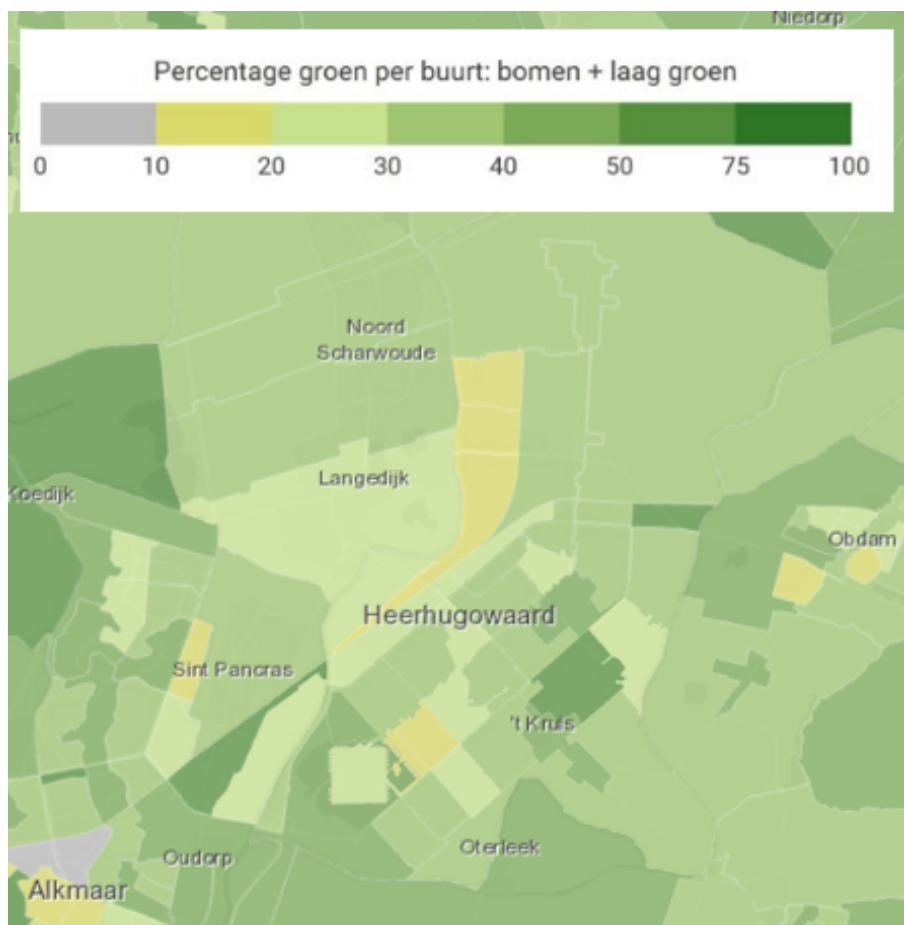 Niedorp
Percentage groen per buurt: bomen + laag groen
0 10 20 30 40 50 75 100
Noord
Scharwoude
Langedijk
Koedijk
Obdam
Heerhugowaard
Sint Pancras
't Kruis
Oterleek
Oudorp
Alkmaar